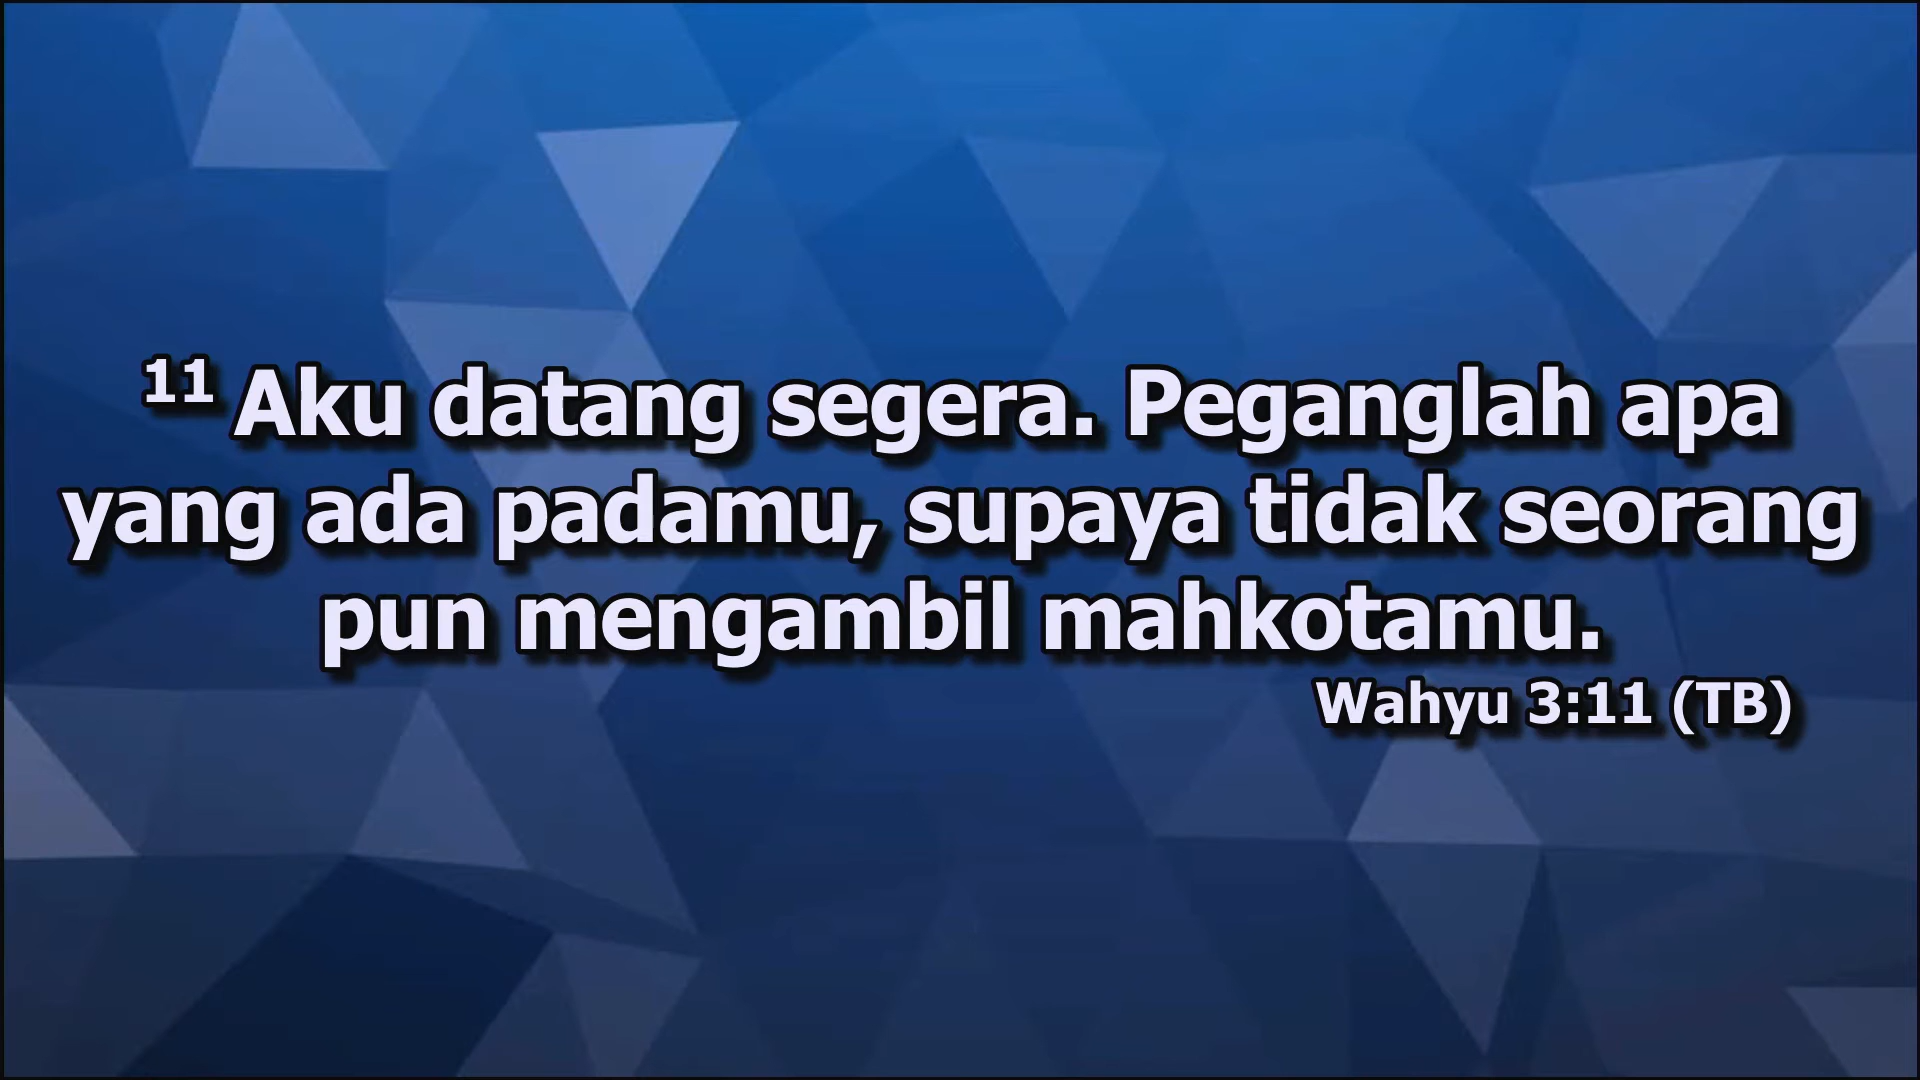 11 Aku datang segera. Peganglah apa
yang ada padamu, supaya tidak seorang
pun mengambil mahkotamu.
Wahyu 3:11 (TB)